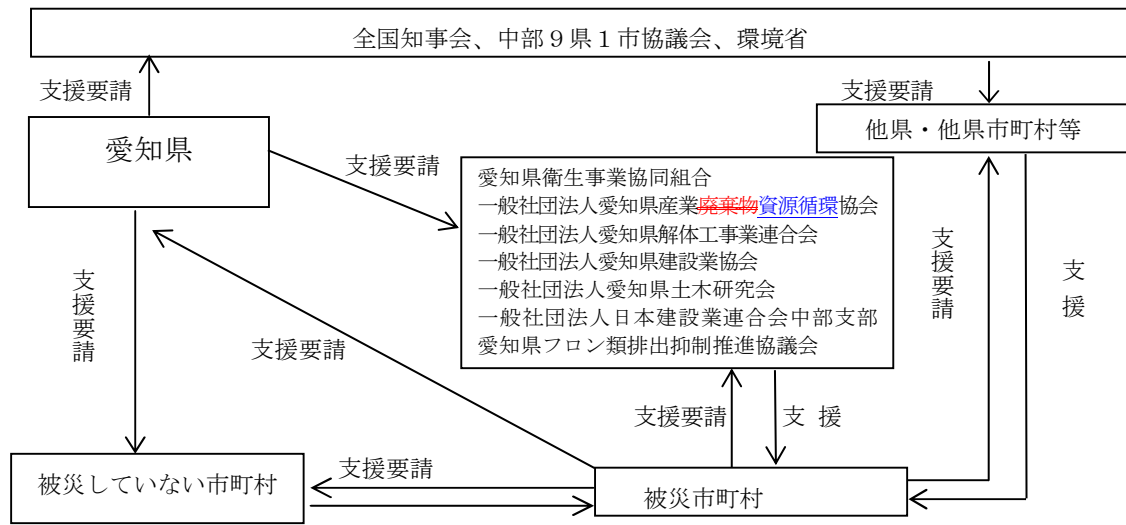 全国知事会、中部９県１市協議会、環境省
支援要請
支援要請
愛知県
他県・他県市町村等
支援要請
愛知県衛生事業協同組合
一般社団法人愛知県産業廃棄物資源循環協会
一般社団法人愛知県解体工事業連合会
一般社団法人愛知県建設業協会
一般社団法人愛知県土木研究会
一般社団法人日本建設業連合会中部支部
愛知県フロン類排出抑制推進協議会
支援要請
支援要請
支援
支援要請
支援要請
支 援
被災していない市町村
支援要請
被災市町村